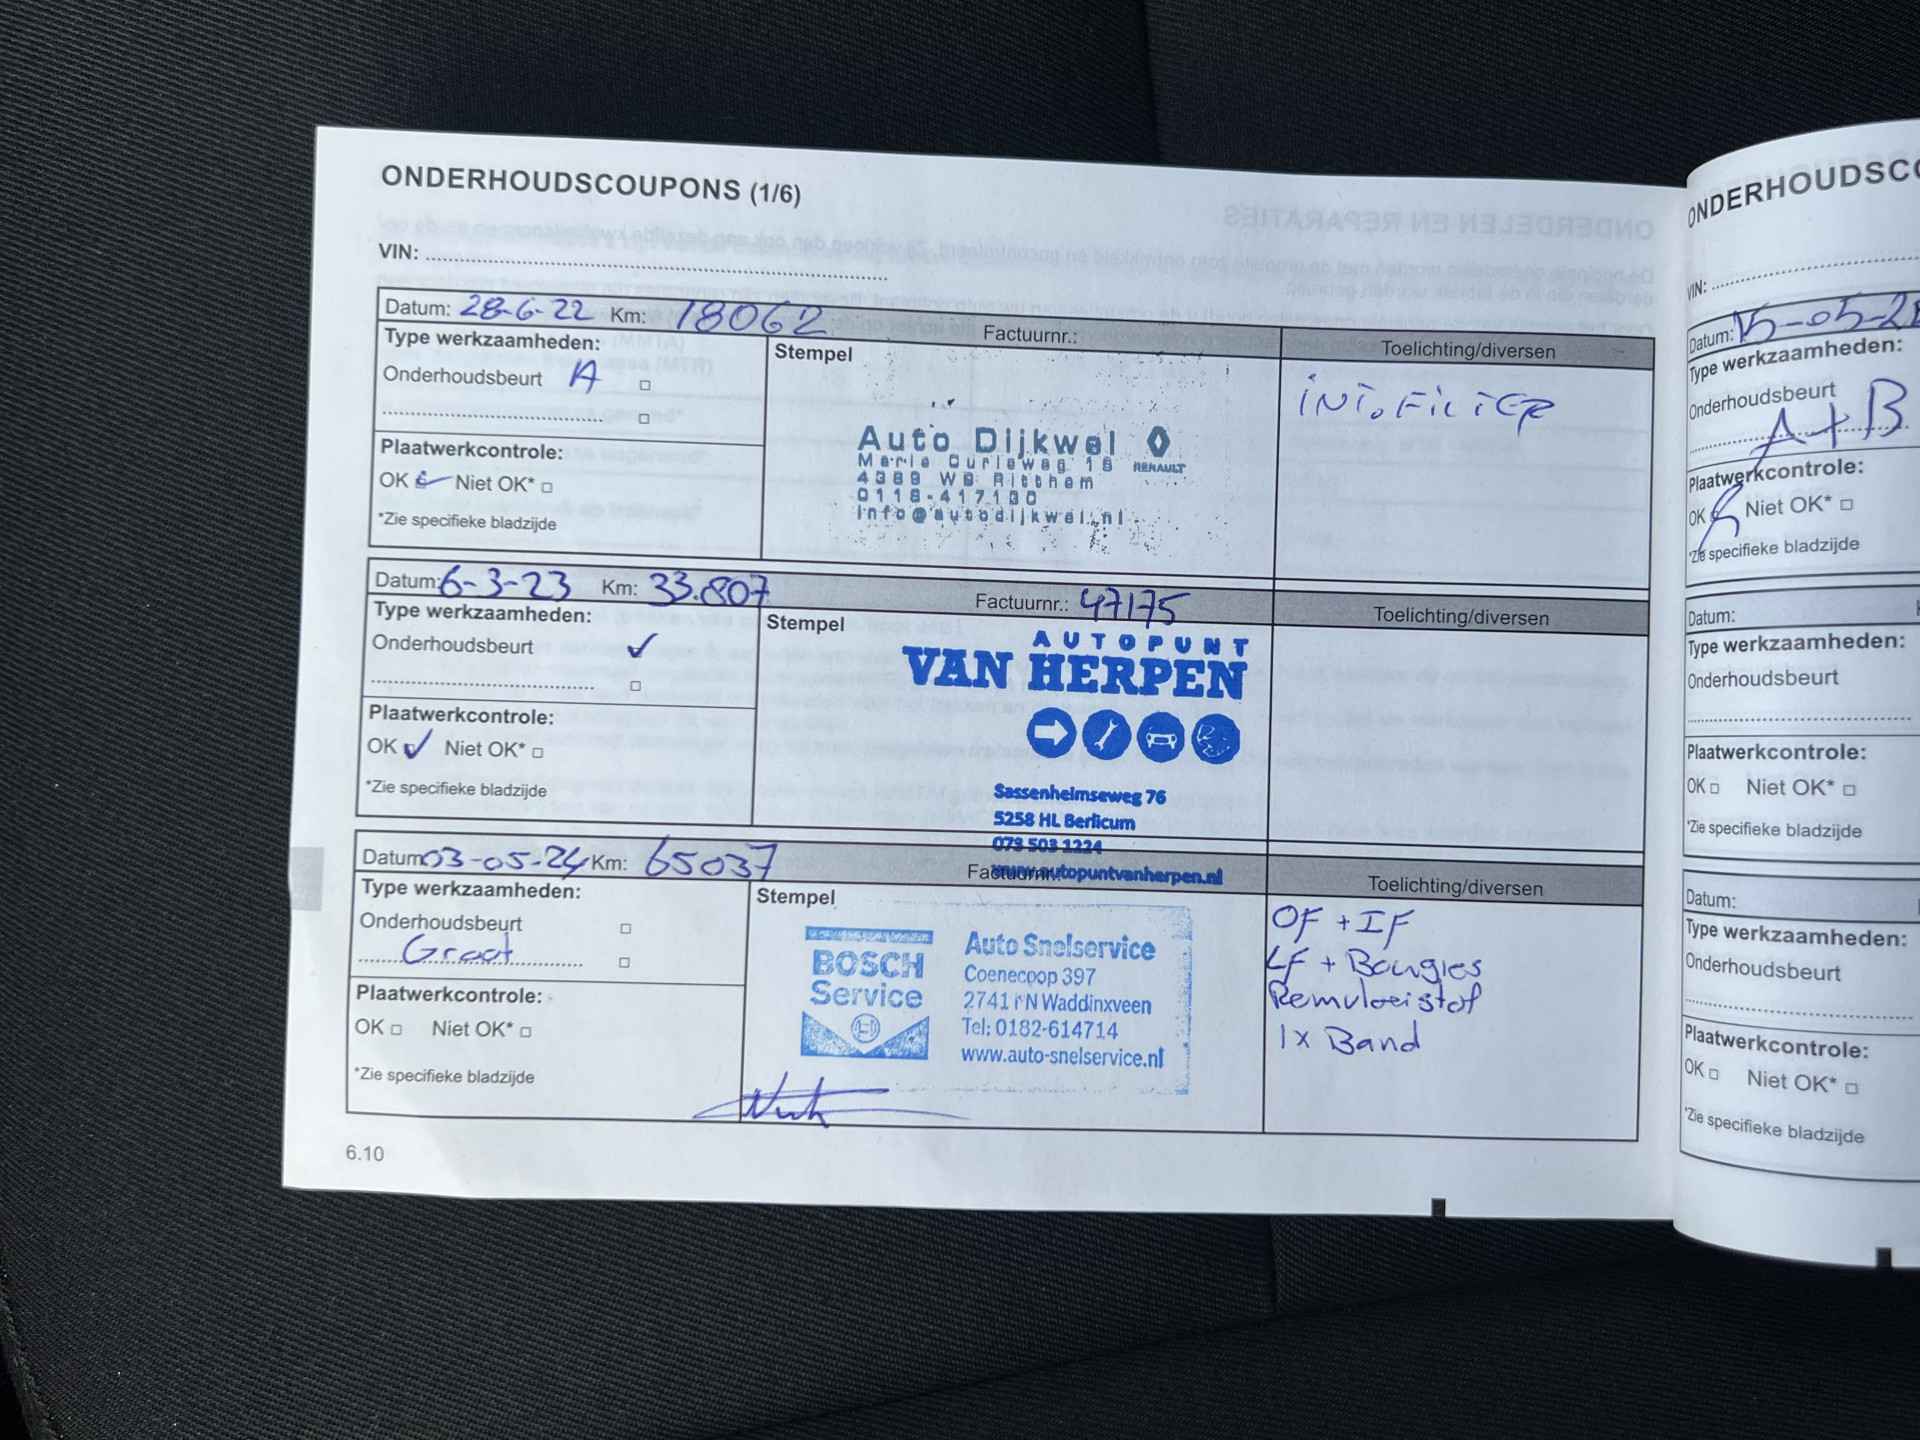 ONDERHOUDSCOUPONS (1/6)
VIN:
Datum: 28-6-22 Km: 18062 Factuurnr.: Toelichting/diversen
Type werkzaamheden:
Onderhoudsbeurt A
Plaatwerkcontrole:
OK Niet OK*
*Zie specifieke bladzijde
Stempel
Auto Dijkwel
RENAULT
Marie Curieweg 16
4389 WB Ritthem
0118-417130
info@autodijkwel.nl
INT. FILTER
Datum: 6-3-23 Km: 33.807 Factuurnr.: 47175 Toelichting/diversen
Type werkzaamheden:
Onderhoudsbeurt ✓
Plaatwerkcontrole:
OK ✓ Niet OK*
*Zie specifieke bladzijde
Stempel
AUTOPUNT
VAN HERPEN
Sassenheimseweg 76
5258 HL Berlicum
073 503 1224
www.autopuntvanherpen.nl
Datum 03-05-24 Km: 65037 Factuurnr.: Toelichting/diversen
Type werkzaamheden:
Onderhoudsbeurt
Groot
Plaatwerkcontrole:
OK Niet OK*
*Zie specifieke bladzijde
Stempel
BOSCH
Service
Auto Snelservice
Coenecoop 397
2741 PN Waddinxveen
Tel: 0182-614714
www.auto-snelservice.nl
OF + IF
LF + Bougies
Remvloeistof
1x Band
6.10
ONDERHOUDSCO
VIN:
Datum: 15-05-2
Type werkzaamheden:
Onderhoudsbeurt
A+B
Plaatwerkcontrole:
OK Niet OK*
*Zie specifieke bladzijde
Datum:
Type werkzaamheden:
Onderhoudsbeurt
Plaatwerkcontrole:
OK Niet OK*
*Zie specifieke bladzijde
Datum:
Type werkzaamheden:
Onderhoudsbeurt
Plaatwerkcontrole:
OK Niet OK*
*Zie specifieke bladzijde